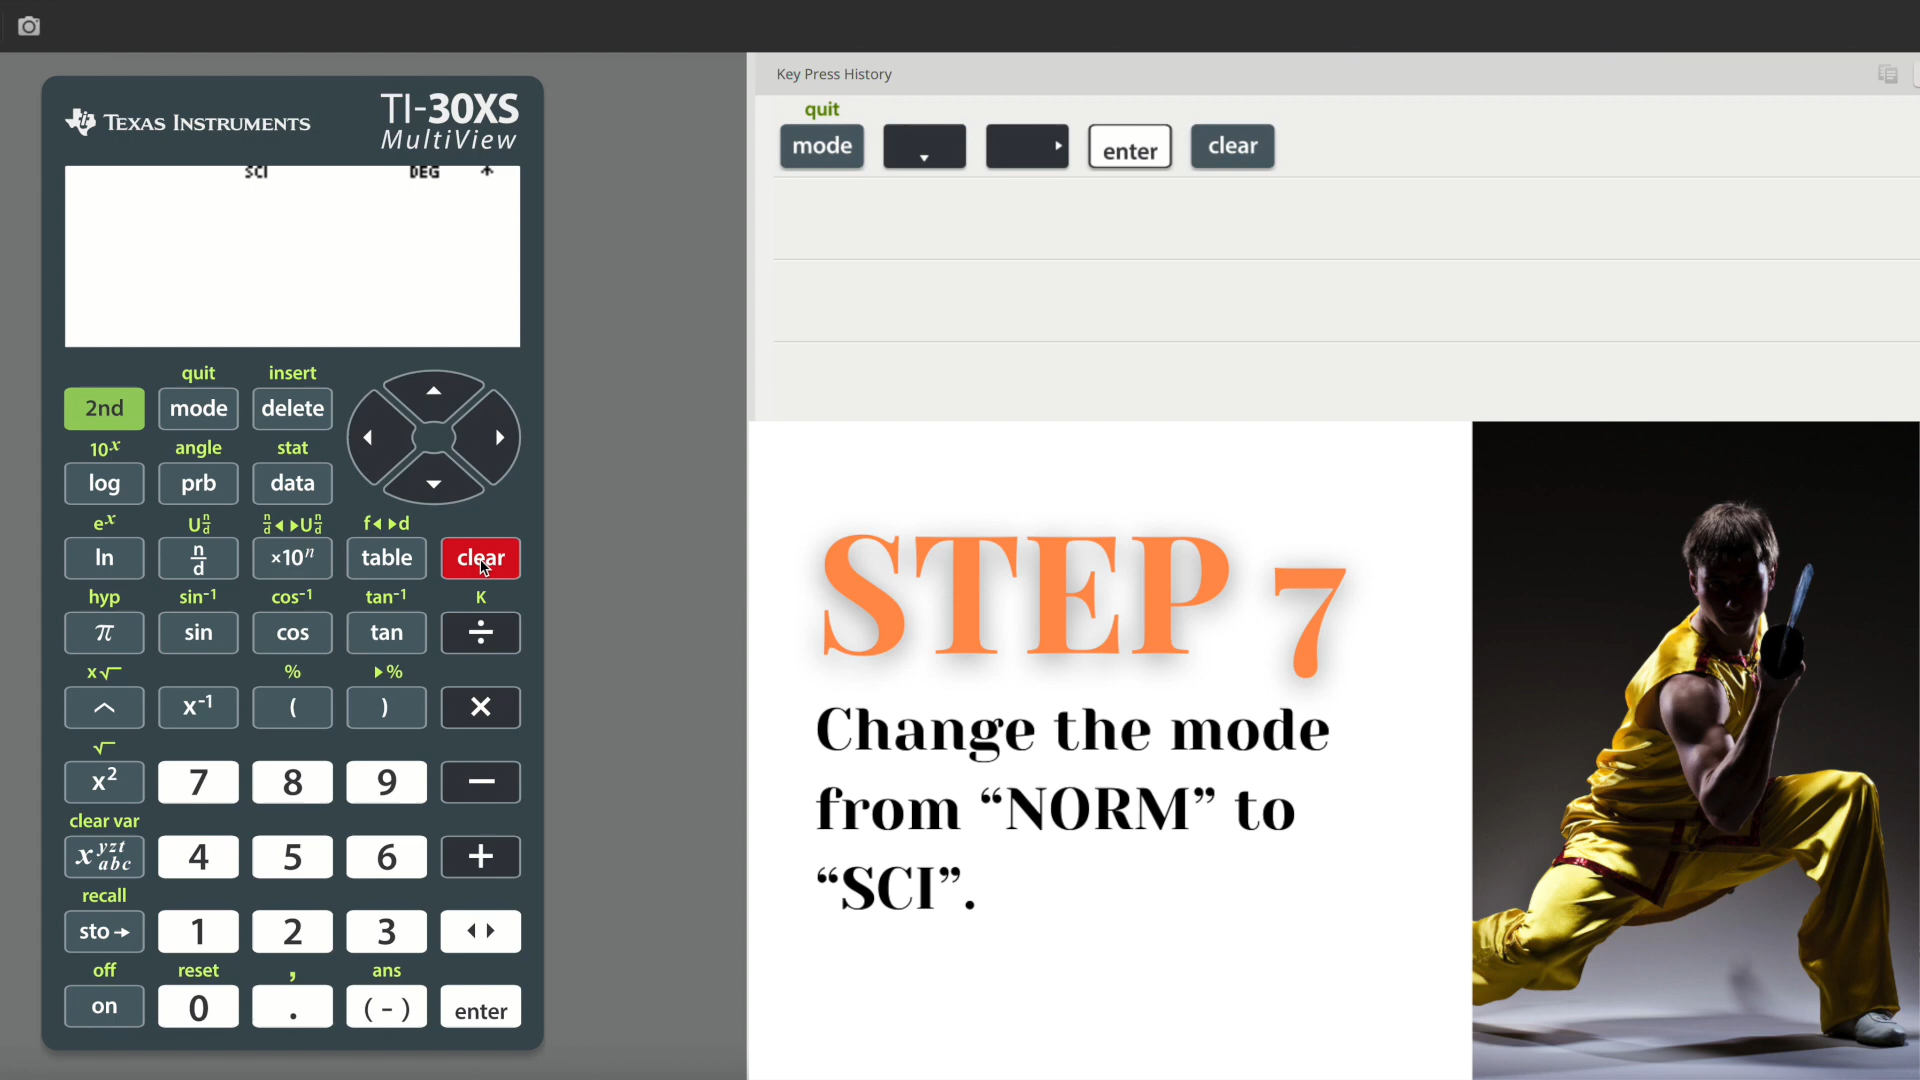 TEXAS INSTRUMENTS
TI-30XS
MultiView
SCI DEG
quit insert
2nd mode delete
10ˣ angle stat
log prb data
eˣ U n/d n/d ◂ ▸ U n/d f ◂ ▸ d
ln n/d ×10ⁿ table clear
hyp sin⁻¹ cos⁻¹ tan⁻¹ K
π sin cos tan ÷
ˣ√ % ▸%
^ x⁻¹ ( ) ×
√
x² 7 8 9 −
clear var
x yzt abc 4 5 6 +
recall
sto→ 1 2 3 ◂ ▸
off reset , ans
on 0 . (-) enter
Key Press History
quit
mode enter clear
STEP 7
Change the mode
from “NORM” to
“SCI”.